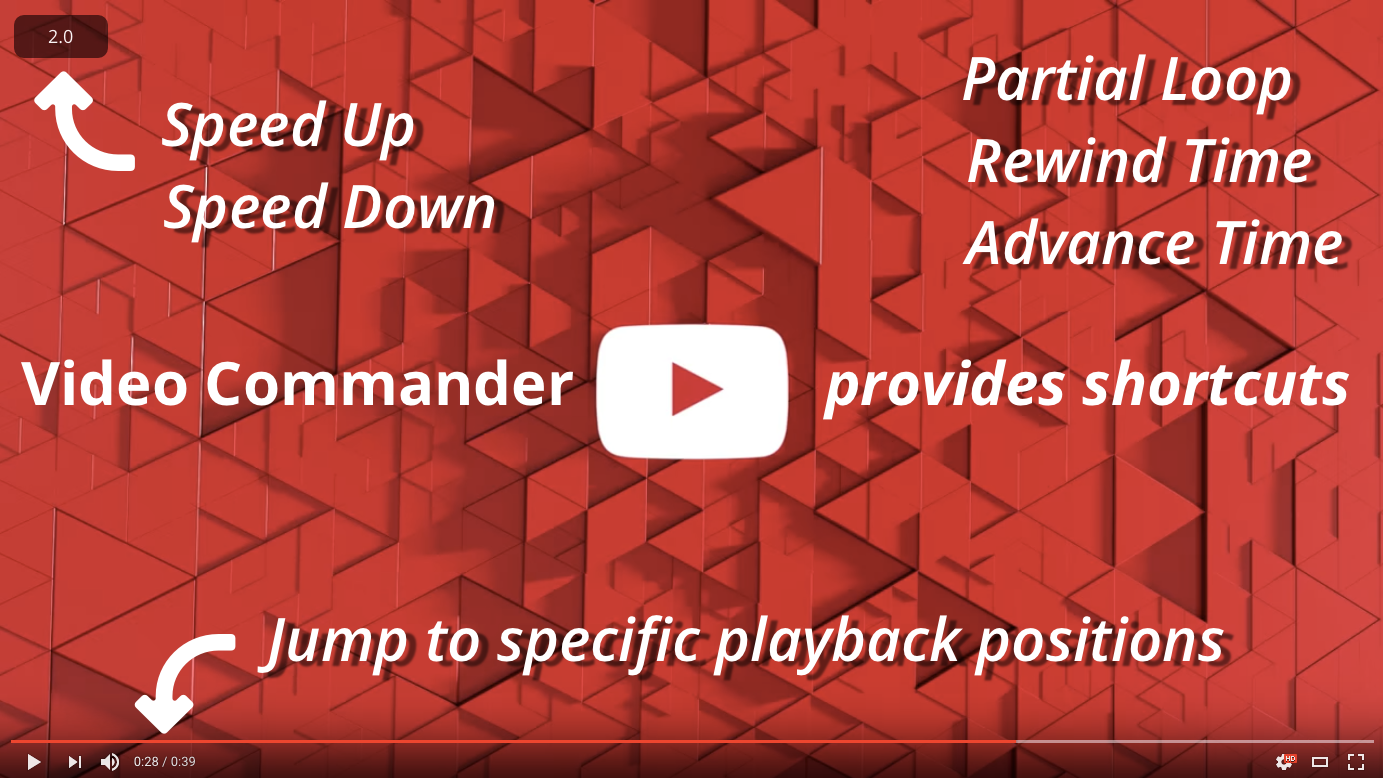 2.0
Speed Up
Speed Down
Partial Loop
Rewind Time
Advance Time
Video Commander provides shortcuts
Jump to specific playback positions
0:28 / 0:39
HD